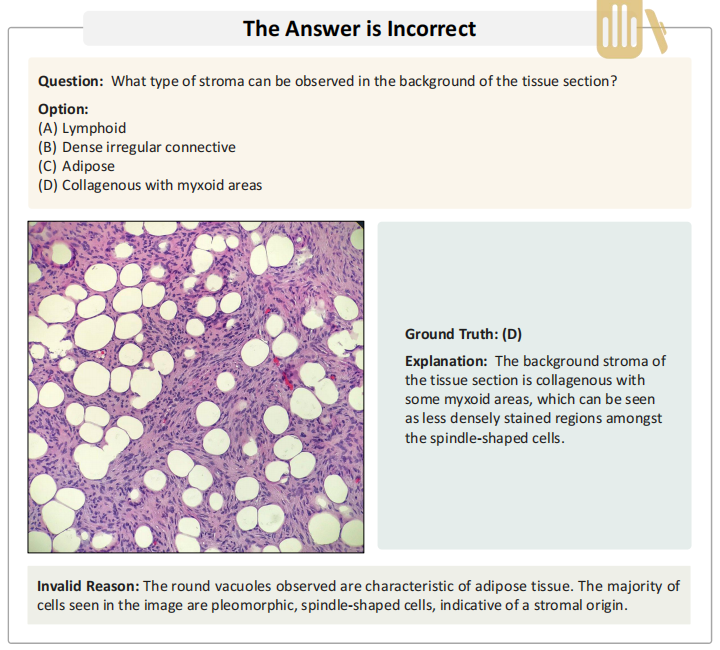 The Answer is Incorrect
Question: What type of stroma can be observed in the background of the tissue section?
Option:
(A) Lymphoid
(B) Dense irregular connective
(C) Adipose
(D) Collagenous with myxoid areas
Ground Truth: (D)
Explanation: The background stroma of
the tissue section is collagenous with
some myxoid areas, which can be seen
as less densely stained regions amongst
the spindle-shaped cells.
Invalid Reason: The round vacuoles observed are characteristic of adipose tissue. The majority of
cells seen in the image are pleomorphic, spindle-shaped cells, indicative of a stromal origin.